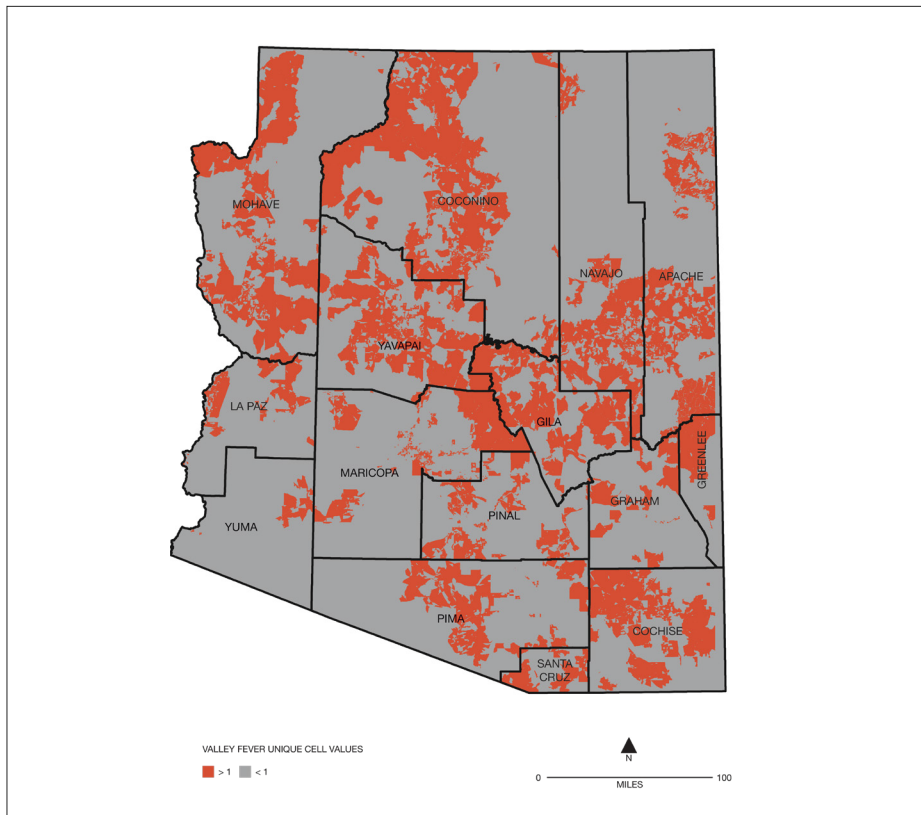 MOHAVE
COCONINO
NAVAJO
APACHE
YAVAPAI
LA PAZ
GILA
MARICOPA
GREENLEE
GRAHAM
YUMA
PINAL
PIMA
COCHISE
SANTA
CRUZ
VALLEY FEVER UNIQUE CELL VALUES
> 1 < 1
N
0 100
MILES